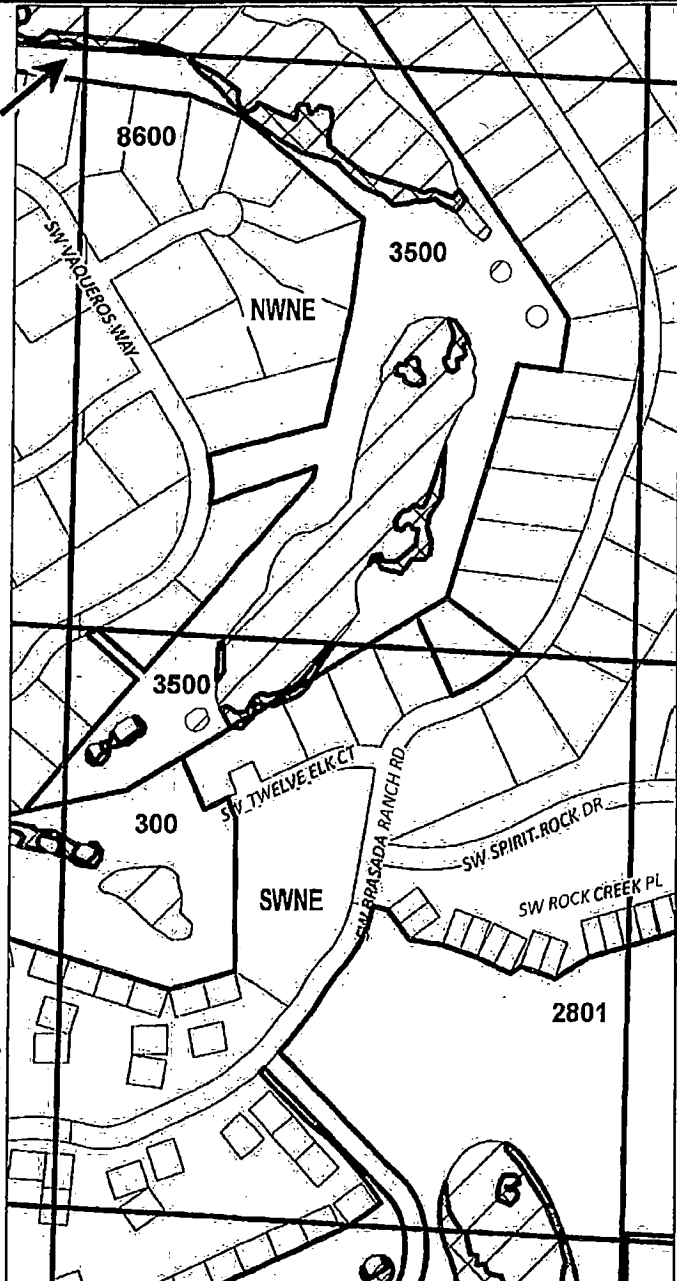 8600
SW VAQUEROS WAY
3500
NWNE
3500
SW TWELVE ELK CT
300
SW BRASADA RANCH RD
SW SPIRIT ROCK DR
SWNE
SW ROCK CREEK PL
2801